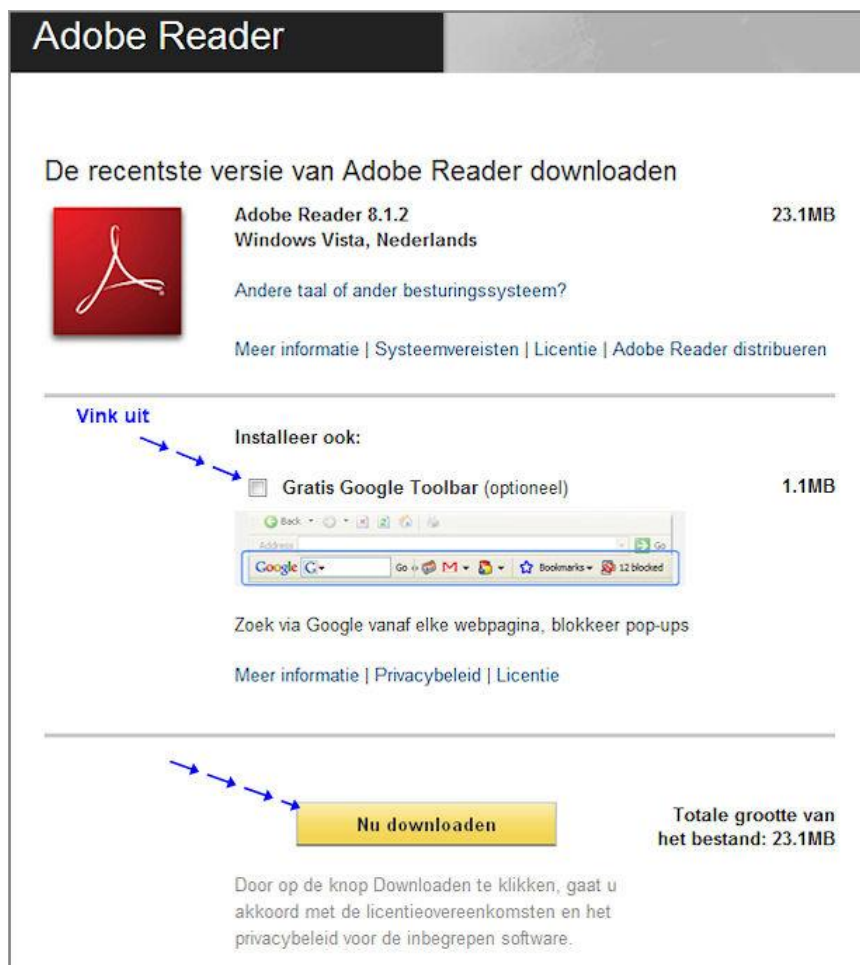 Adobe Reader
De recentste versie van Adobe Reader downloaden
Adobe Reader 8.1.2 23.1MB
Windows Vista, Nederlands
Andere taal of ander besturingssysteem?
Meer informatie | Systeemvereisten | Licentie | Adobe Reader distribueren
Vink uit
Installeer ook:
Gratis Google Toolbar (optioneel) 1.1MB
Back
Address Go
Google G Go Bookmarks 12 blocked
Zoek via Google vanaf elke webpagina, blokkeer pop-ups
Meer informatie | Privacybeleid | Licentie
Nu downloaden
Totale grootte van
het bestand: 23.1MB
Door op de knop Downloaden te klikken, gaat u
akkoord met de licentieovereenkomsten en het
privacybeleid voor de inbegrepen software.